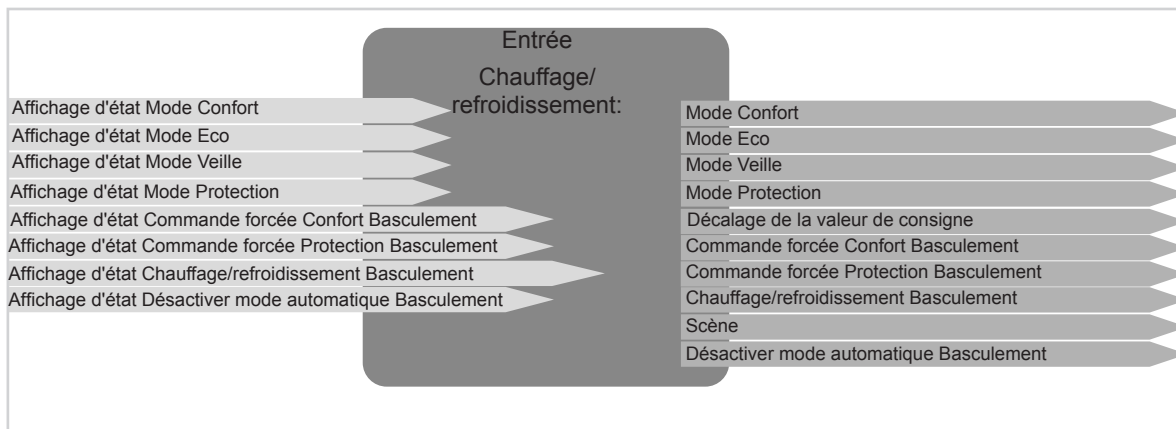 Entrée
Chauffage/
refroidissement:
Affichage d'état Mode Confort
Affichage d'état Mode Eco
Affichage d'état Mode Veille
Affichage d'état Mode Protection
Affichage d'état Commande forcée Confort Basculement
Affichage d'état Commande forcée Protection Basculement
Affichage d'état Chauffage/refroidissement Basculement
Affichage d'état Désactiver mode automatique Basculement
Mode Confort
Mode Eco
Mode Veille
Mode Protection
Décalage de la valeur de consigne
Commande forcée Confort Basculement
Commande forcée Protection Basculement
Chauffage/refroidissement Basculement
Scène
Désactiver mode automatique Basculement